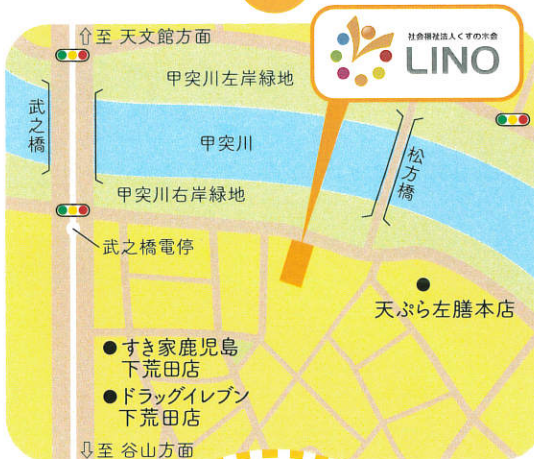 ⇧至 天文館方面
社会福祉法人くすの木会
LINO
甲突川左岸緑地
武之橋
甲突川
松方橋
甲突川右岸緑地
武之橋電停
天ぷら左膳本店
●すき家鹿児島
下荒田店
●ドラッグイレブン
下荒田店
⇩至 谷山方面